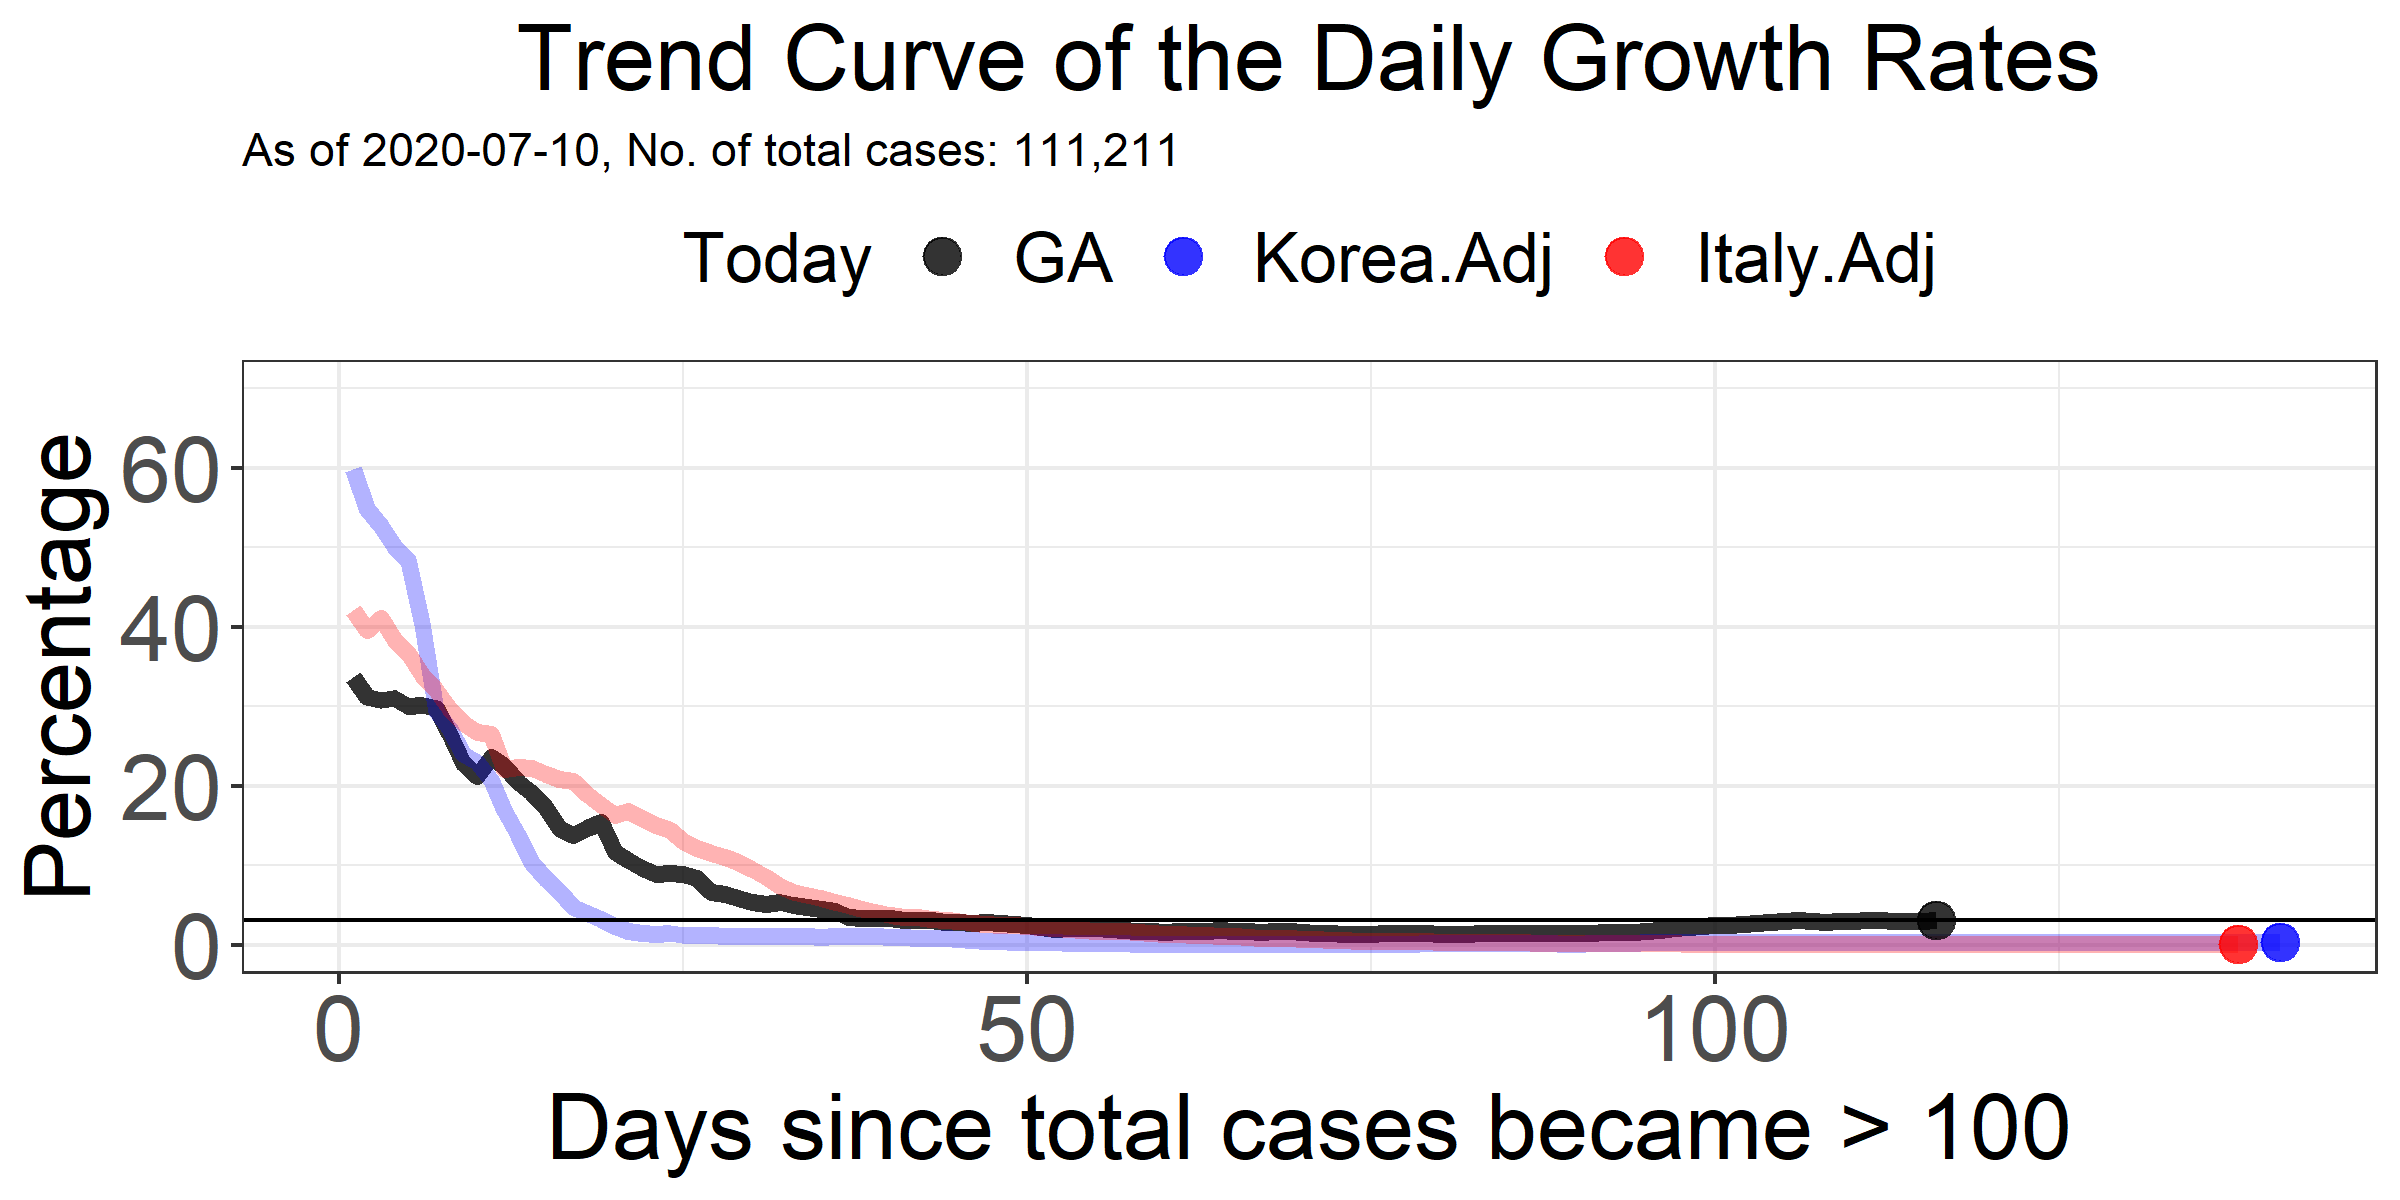 Trend Curve of the Daily Growth Rates
As of 2020-07-10, No. of total cases: 111,211
Today GA Korea.Adj Italy.Adj
Percentage
60
40
20
0
0 50 100
Days since total cases became > 100